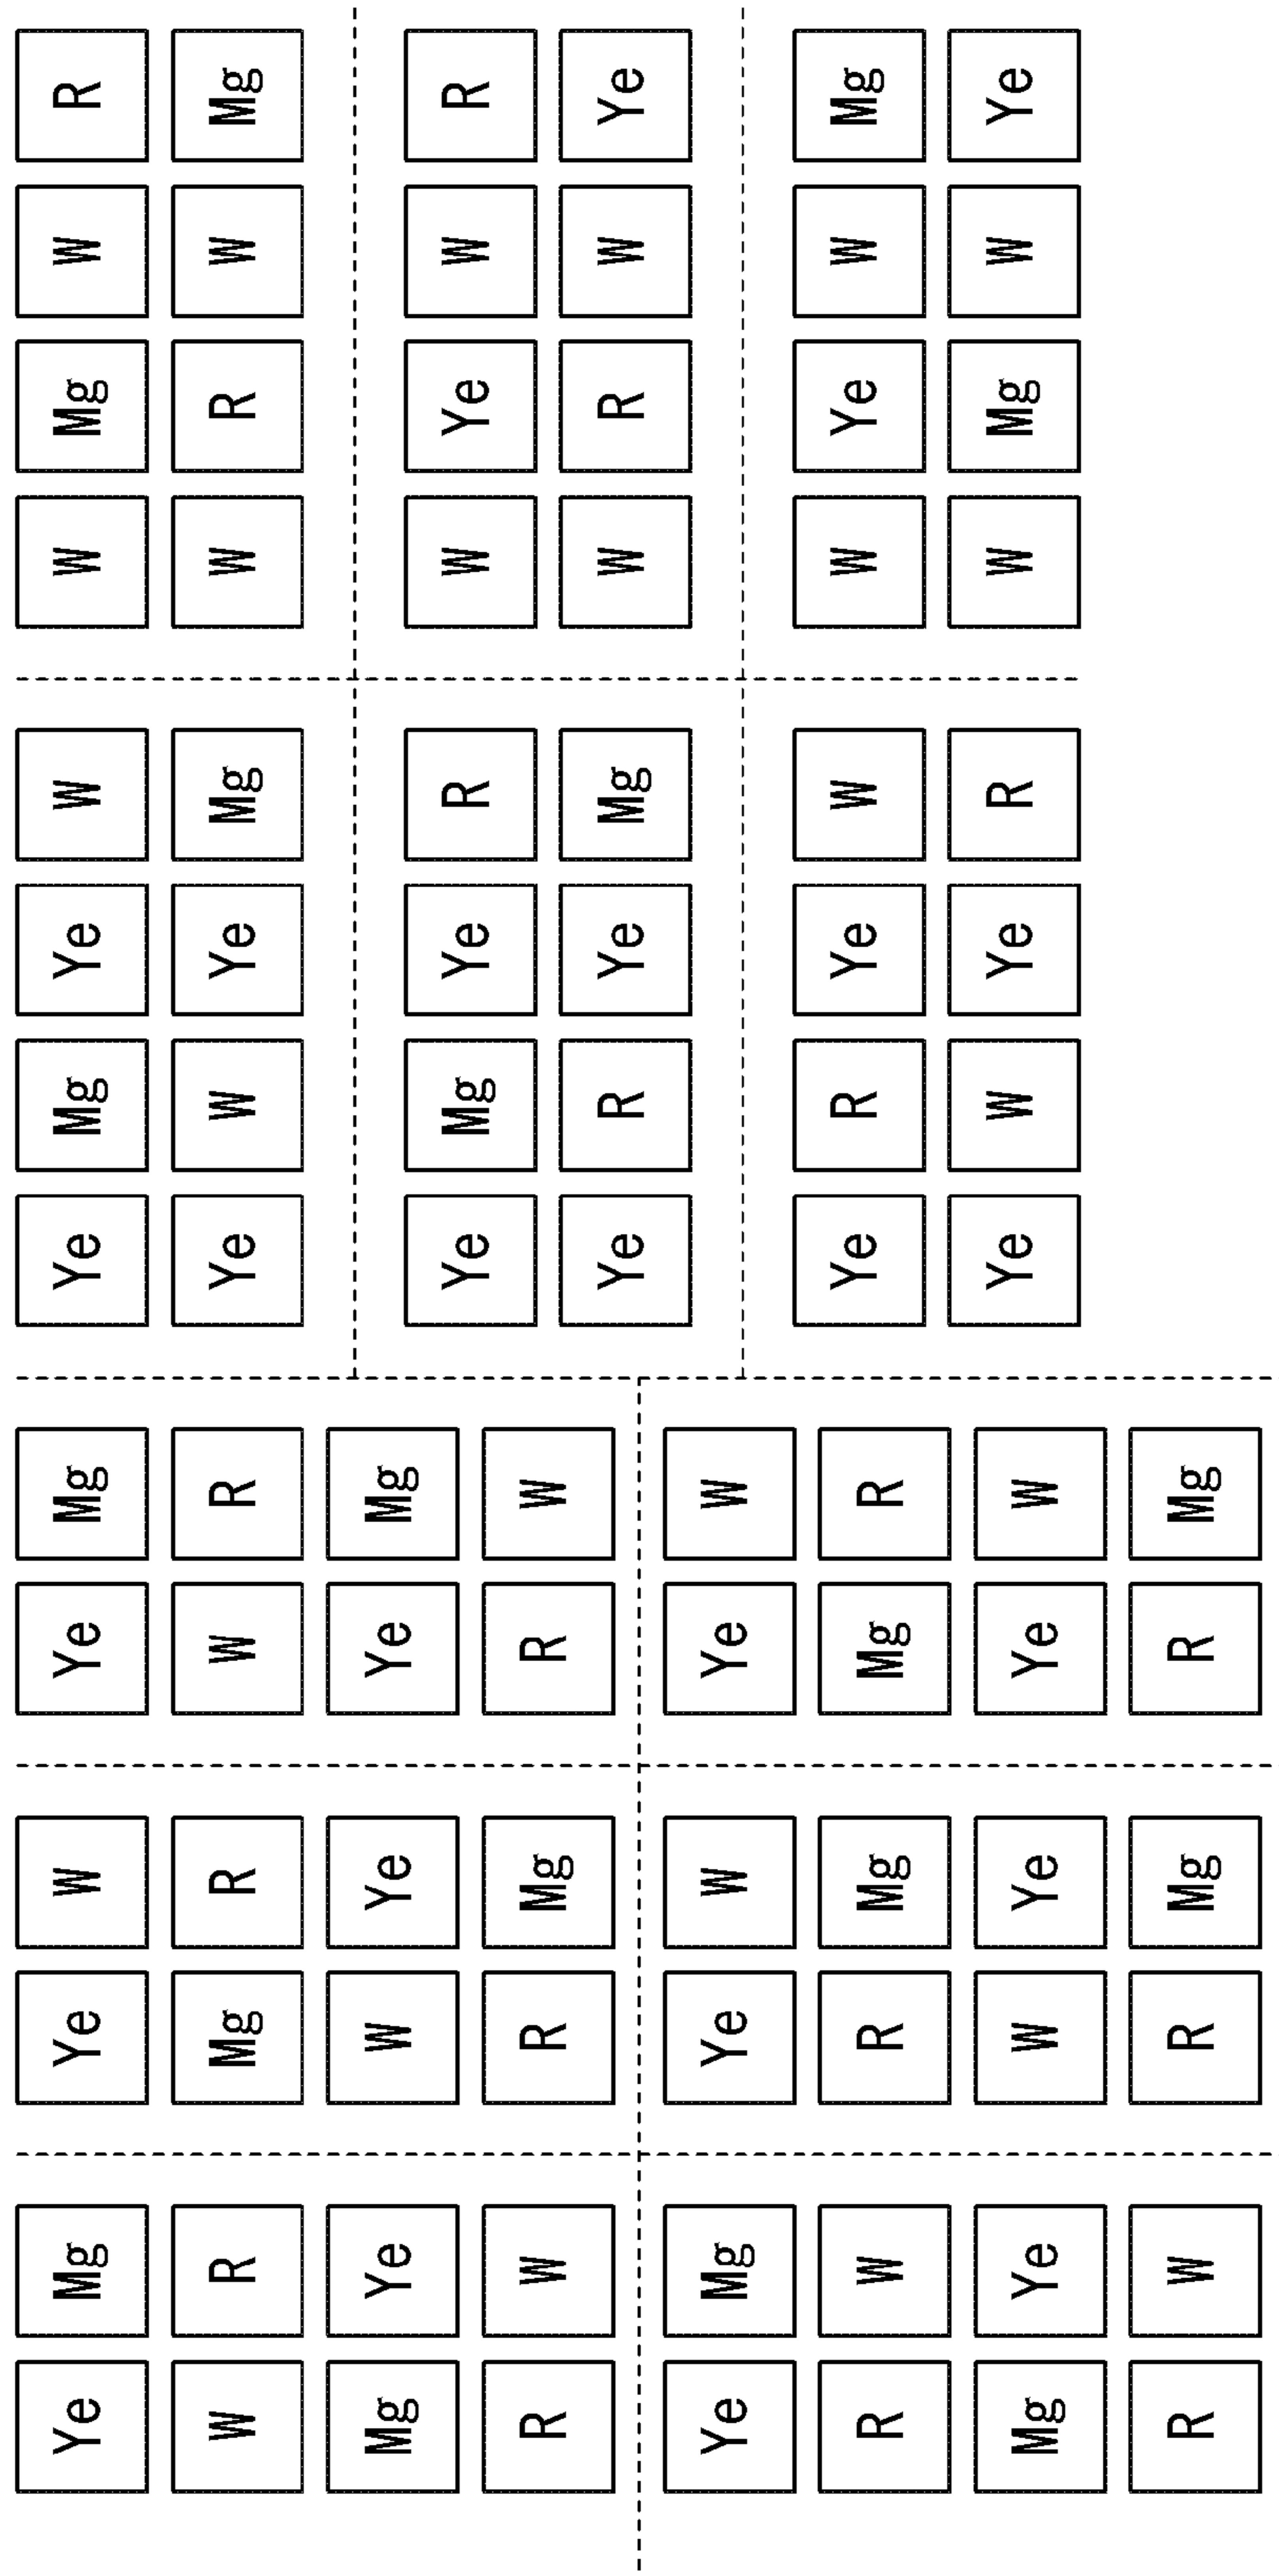 Ye Mg
W R
Mg Ye
R W
Ye W
Mg R
W Ye
R Mg
Ye Mg
W R
Ye Mg
R W
Ye Mg Ye W
Ye W Ye Mg
W Mg W R
W R W Mg
Ye Mg Ye R
Ye R Ye Mg
W Ye W R
W R W Ye
Ye Mg
R W
Mg Ye
R W
Ye W
R Mg
W Ye
R Mg
Ye W
Mg R
Ye W
R Mg
Ye R Ye W
Ye W Ye R
W Ye W Mg
W Mg W Ye